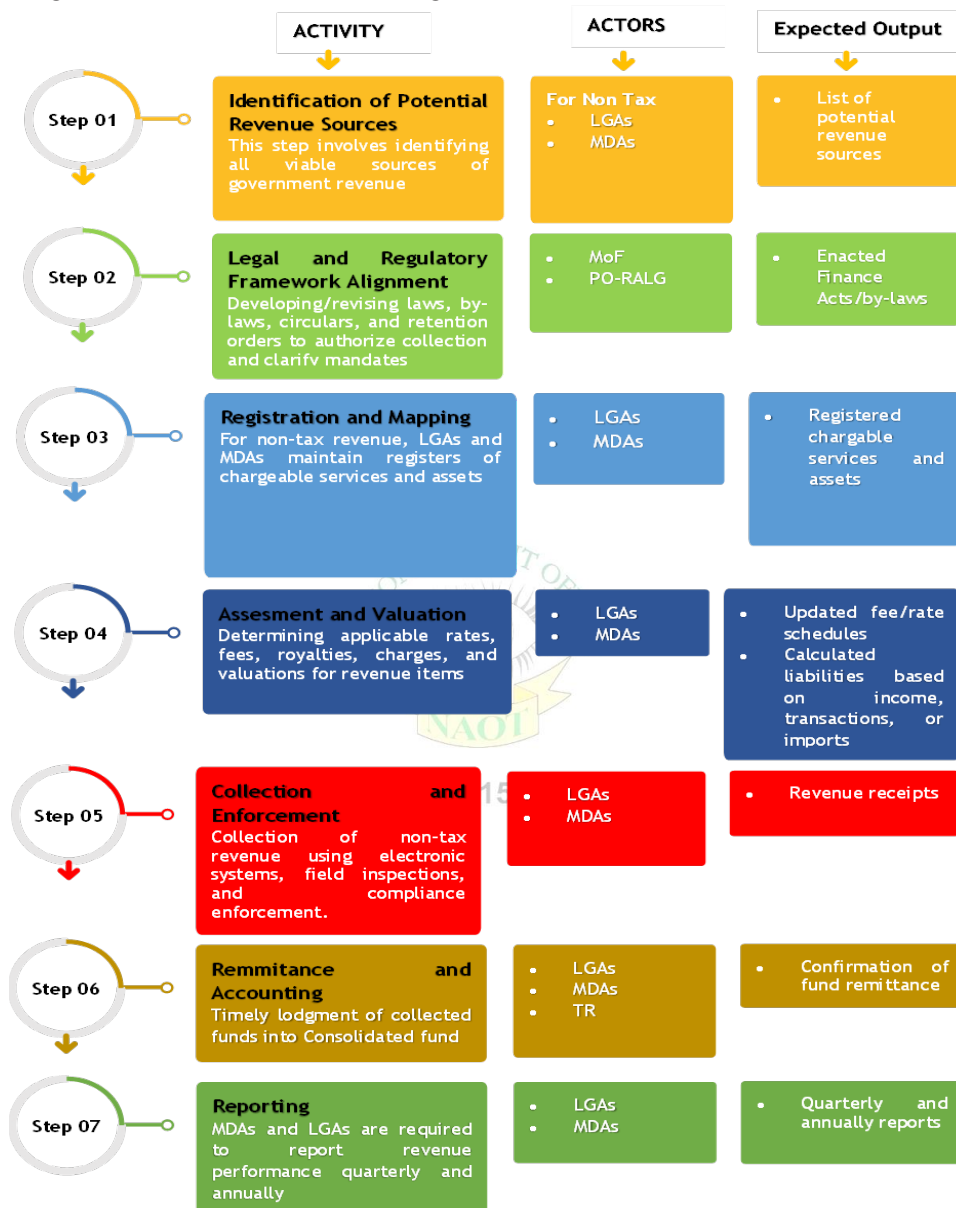 ACTIVITY
ACTORS
Expected Output
Step 01
Identification of Potential
Revenue Sources
This step involves identifying
all viable sources of
government revenue
For Non Tax
• LGAs
• MDAs
• List of
potential
revenue
sources
Step 02
Legal and Regulatory
Framework Alignment
Developing/revising laws, by-
laws, circulars, and retention
orders to authorize collection
and clarify mandates
• MoF
• PO-RALG
• Enacted
Finance
Acts/by-laws
Step 03
Registration and Mapping
For non-tax revenue, LGAs and
MDAs maintain registers of
chargeable services and assets
• LGAs
• MDAs
• Registered
chargable
services and
assets
Step 04
Assesment and Valuation
Determining applicable rates,
fees, royalties, charges, and
valuations for revenue items
• LGAs
• MDAs
• Updated fee/rate
schedules
• Calculated
liabilities based
on income,
transactions, or
imports
NAOT
Step 05
Collection and
Enforcement
Collection of non-tax
revenue using electronic
systems, field inspections,
and compliance
enforcement.
15
• LGAs
• MDAs
• Revenue receipts
Step 06
Remmitance and
Accounting
Timely lodgment of collected
funds into Consolidated fund
• LGAs
• MDAs
• TR
• Confirmation of
fund remittance
Step 07
Reporting
MDAs and LGAs are required
to report revenue
performance quarterly and
annually
• LGAs
• MDAs
• Quarterly and
annually reports